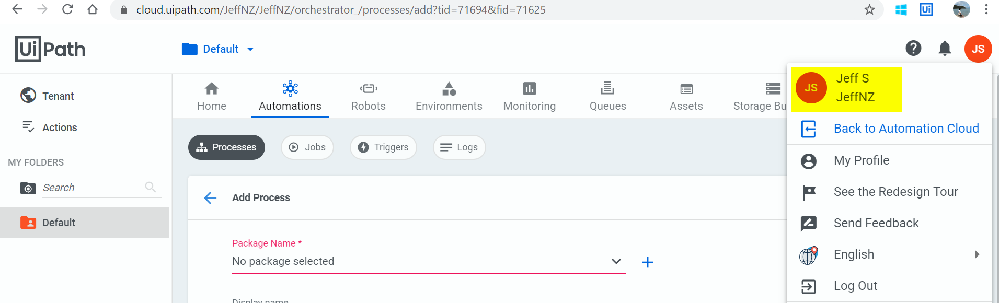 cloud.uipath.com/JeffNZ/JeffNZ/orchestrator_/processes/add?tid=71694&fid=71625
Ui
UiPath
Default
JS
Tenant
Actions
MY FOLDERS
Search
Default
Home
Automations
Robots
Environments
Monitoring
Queues
Assets
Storage Bu
Processes
Jobs
Triggers
Logs
Add Process
Package Name *
No package selected
Display name
JS
Jeff S
JeffNZ
Back to Automation Cloud
My Profile
See the Redesign Tour
Send Feedback
English
Log Out